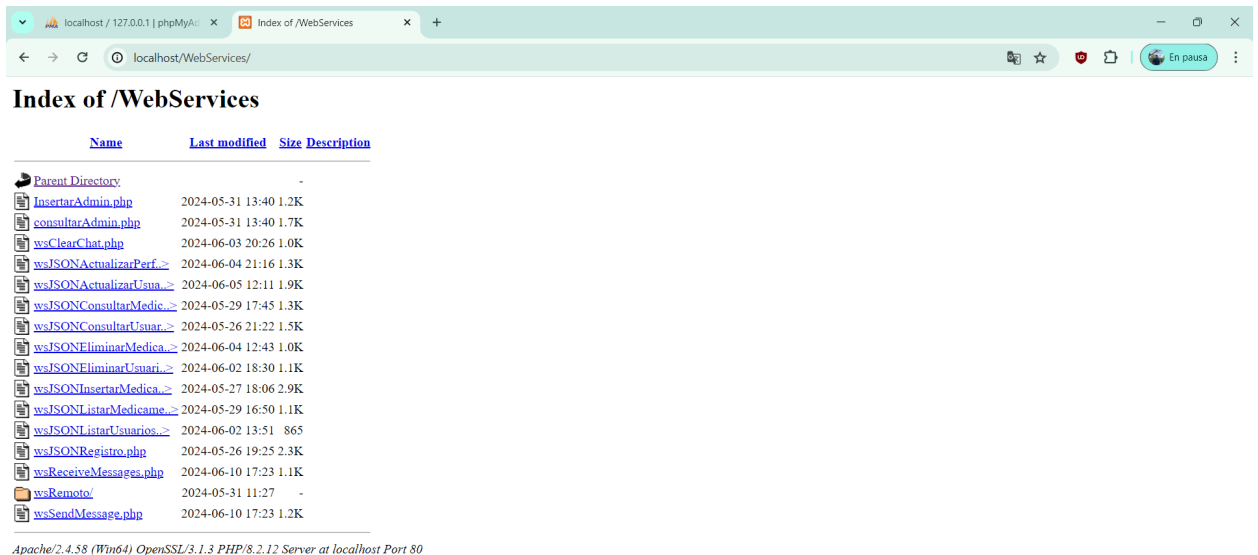 localhost / 127.0.0.1 | phpMyAd
Index of /WebServices
localhost/WebServices/
En pausa
Index of /WebServices
Name Last modified Size Description
Parent Directory -
InsertarAdmin.php 2024-05-31 13:40 1.2K
consultarAdmin.php 2024-05-31 13:40 1.7K
wsClearChat.php 2024-06-03 20:26 1.0K
wsJSONActualizarPerf..> 2024-06-04 21:16 1.3K
wsJSONActualizarUsua..> 2024-06-05 12:11 1.9K
wsJSONConsultarMedic..> 2024-05-29 17:45 1.3K
wsJSONConsultarUsuar..> 2024-05-26 21:22 1.5K
wsJSONEliminarMedica..> 2024-06-04 12:43 1.0K
wsJSONEliminarUsuari..> 2024-06-02 18:30 1.1K
wsJSONInsertarMedica..> 2024-05-27 18:06 2.9K
wsJSONListarMedicame..> 2024-05-29 16:50 1.1K
wsJSONListarUsuarios..> 2024-06-02 13:51 865
wsJSONRegistro.php 2024-05-26 19:25 2.3K
wsReceiveMessages.php 2024-06-10 17:23 1.1K
wsRemoto/ 2024-05-31 11:27 -
wsSendMessage.php 2024-06-10 17:23 1.2K
Apache/2.4.58 (Win64) OpenSSL/3.1.3 PHP/8.2.12 Server at localhost Port 80